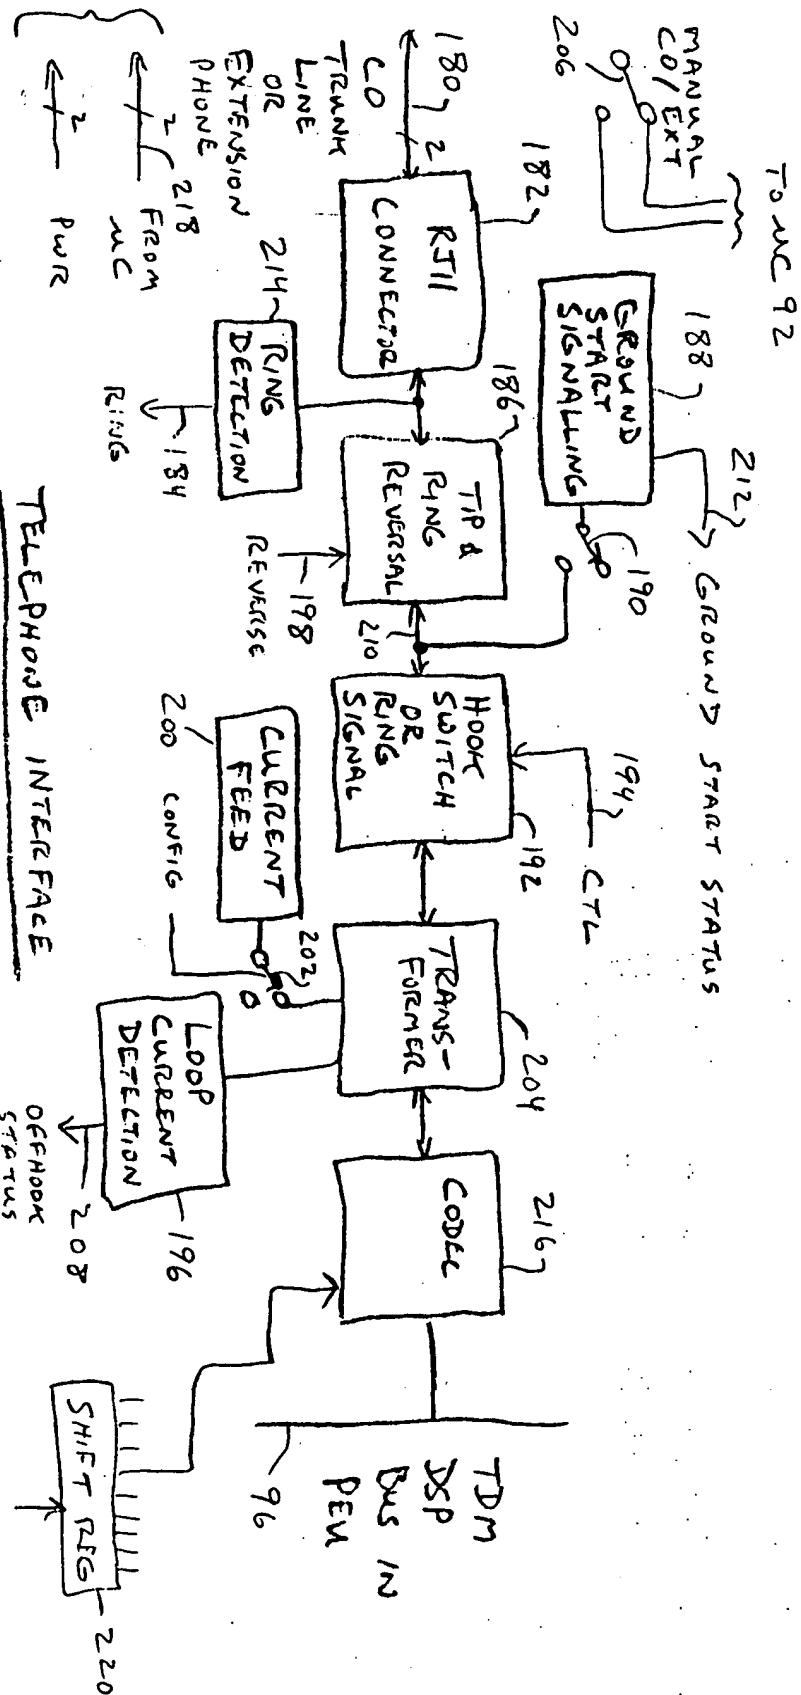 TO µC 92
MANUAL
CO/EXT
206
GROUND
START
SIGNALLING
188
212
GROUND START STATUS
190
180
2
CO
TRUNK
LINE
OR
EXTENSION
PHONE
182
RJ11
CONNECTOR
186
TIP &
RING
REVERSAL
210
HOOK
SWITCH
OR
RING
SIGNAL
192
194
CTL
TRANS-
FORMER
204
CODEC
216
TDM
DSP
BUS IN
PEU
96
214
RING
DETECTION
184
RING
198
REVERSE
200
CURRENT
FEED
CONFIG
202
LOOP
CURRENT
DETECTION
196
208
OFFHOOK
STATUS
SHIFT REG
220
2
218
FROM
µC
2
PWR
TELEPHONE INTERFACE